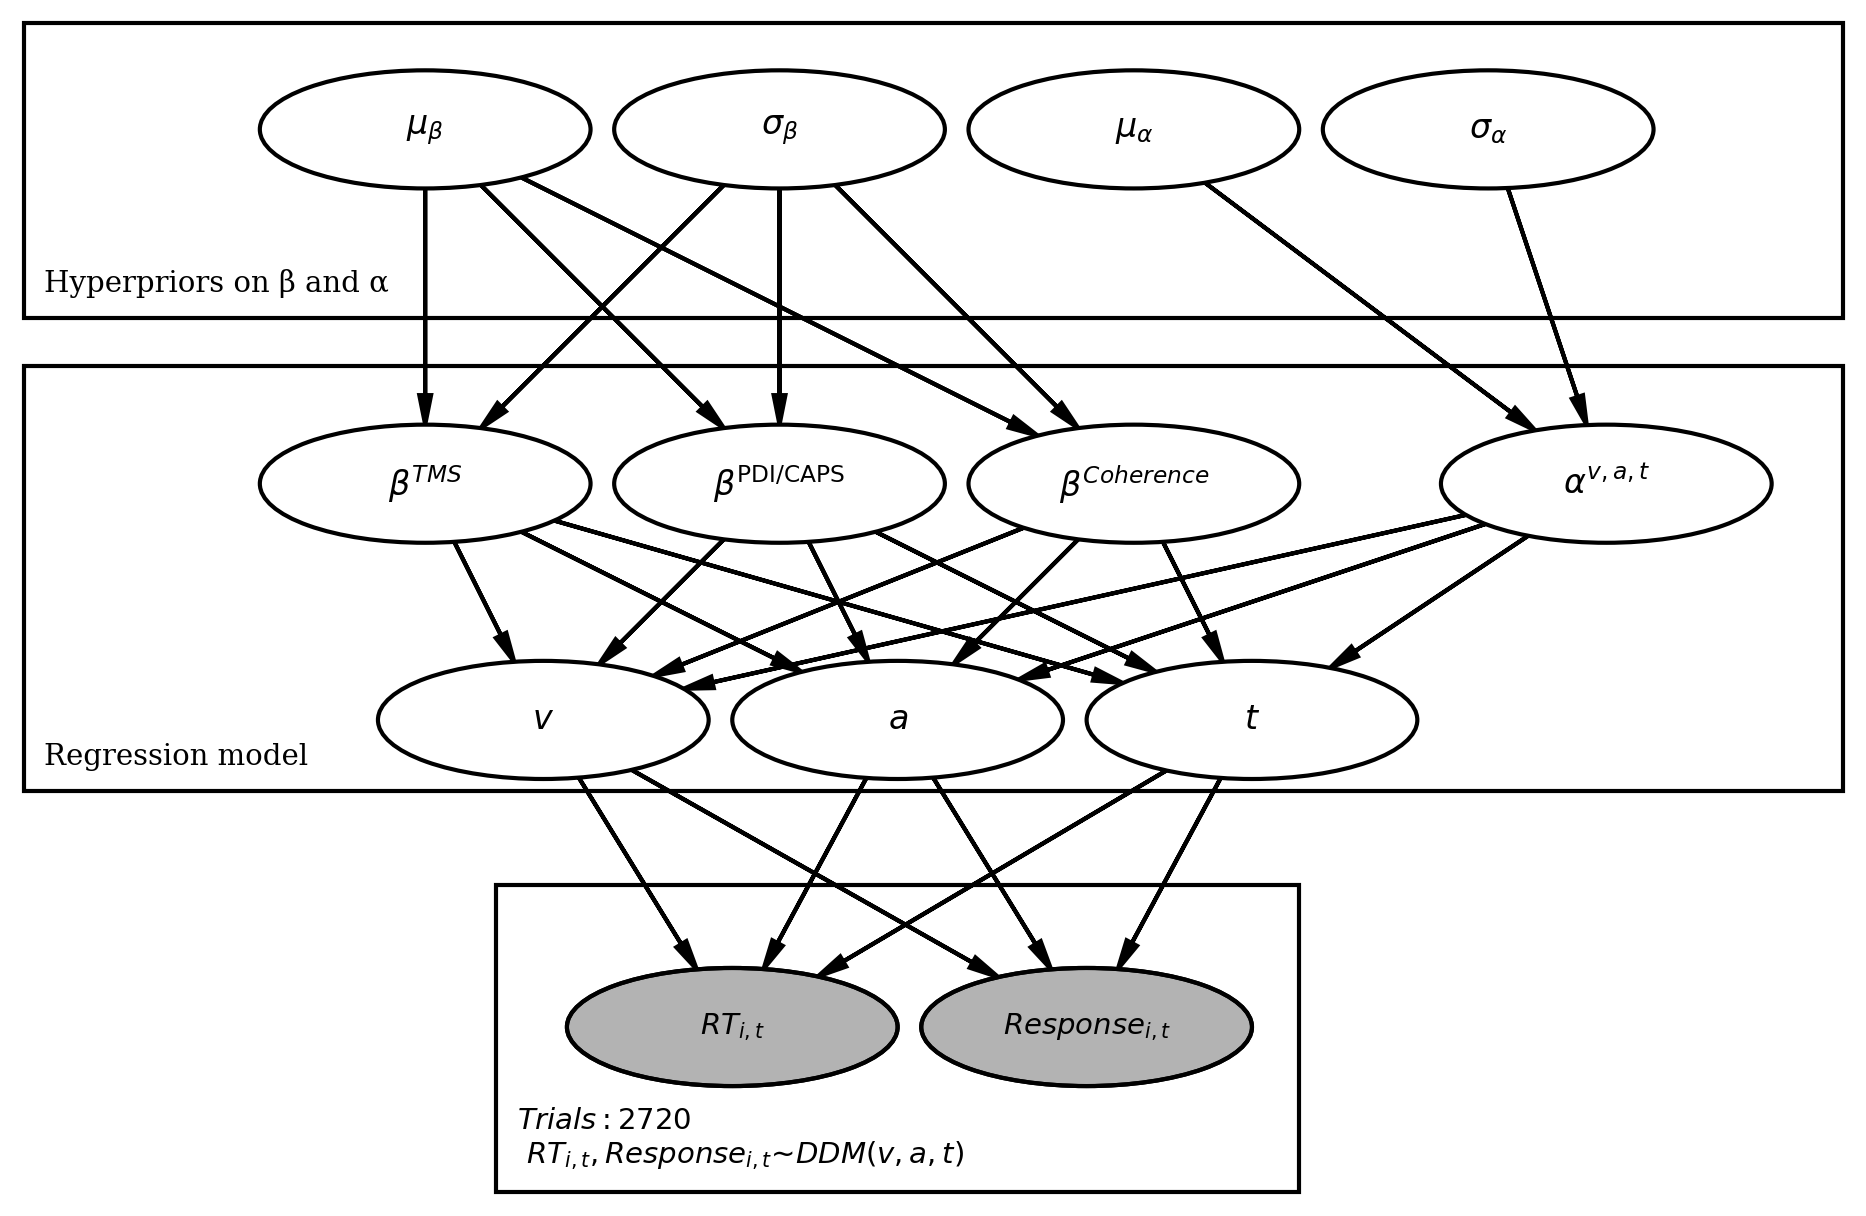 μ_β
σ_β
μ_α
σ_α
Hyperpriors on β and α
β^TMS
β^PDI/CAPS
β^Coherence
α^v,a,t
v
a
t
Regression model
RT_i,t
Response_i,t
Trials : 2720
RT_i,t, Response_i,t~DDM(v, a, t)